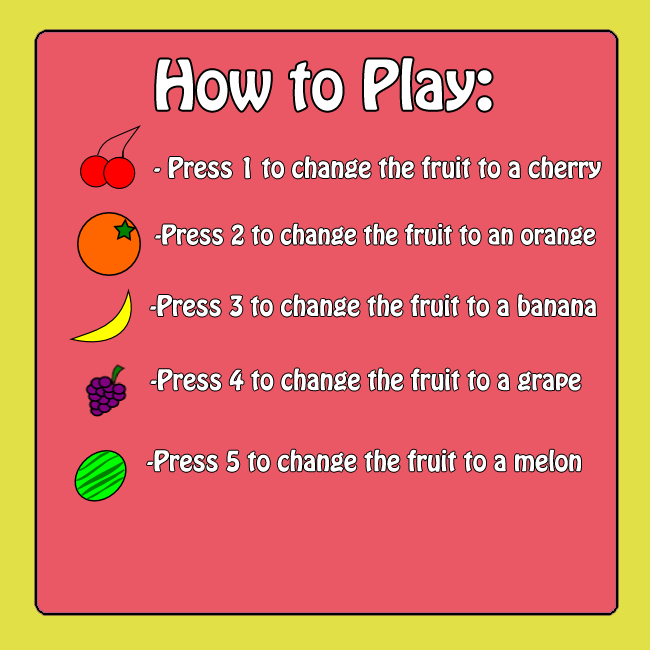 How to Play:
- Press 1 to change the fruit to a cherry
-Press 2 to change the fruit to an orange
-Press 3 to change the fruit to a banana
-Press 4 to change the fruit to a grape
-Press 5 to change the fruit to a melon